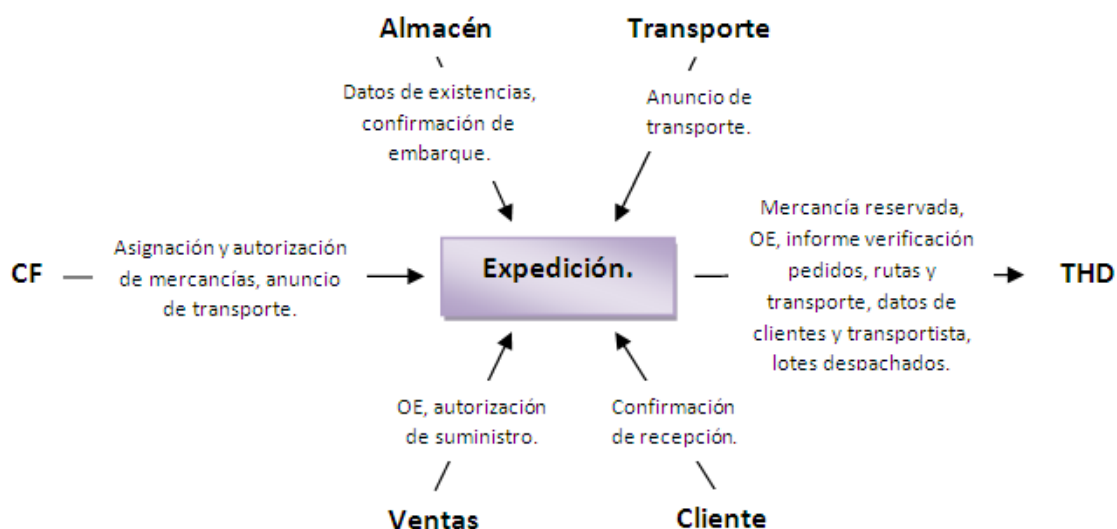 Almacén
Transporte
Datos de existencias,
confirmación de
embarque.
Anuncio de
transporte.
CF
Asignación y autorización
de mercancías, anuncio
de transporte.
Expedición.
Mercancía reservada,
OE, informe verificación
pedidos, rutas y
transporte, datos de
clientes y transportista,
lotes despachados.
THD
OE, autorización
de suministro.
Confirmación
de recepción.
Ventas
Cliente